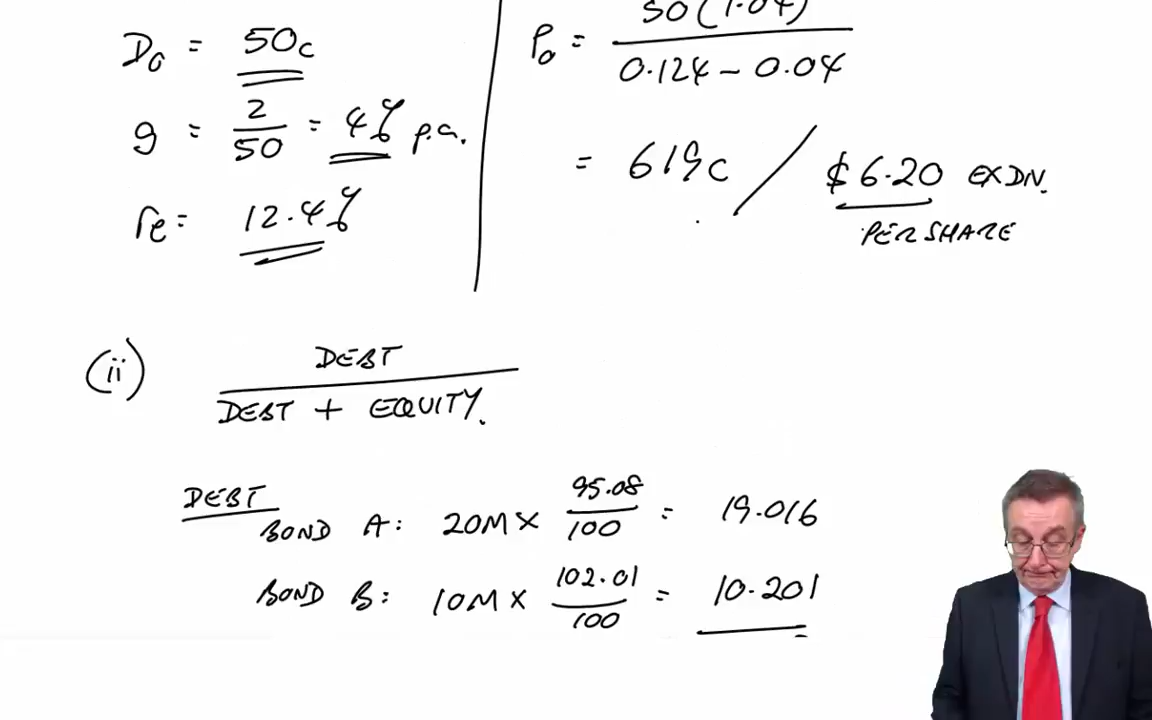 D₀ = 50c
g = 2/50 = 4% p.a.
re = 12.4%
P₀ = 50(1.04) / 0.124 – 0.04
= 619c / $6.20 EX DIV.
PER SHARE
(ii) DEBT / DEBT + EQUITY.
DEBT
BOND A: 20M × 95.08/100 = 19.016
BOND B: 10M × 102.01/100 = 10.201